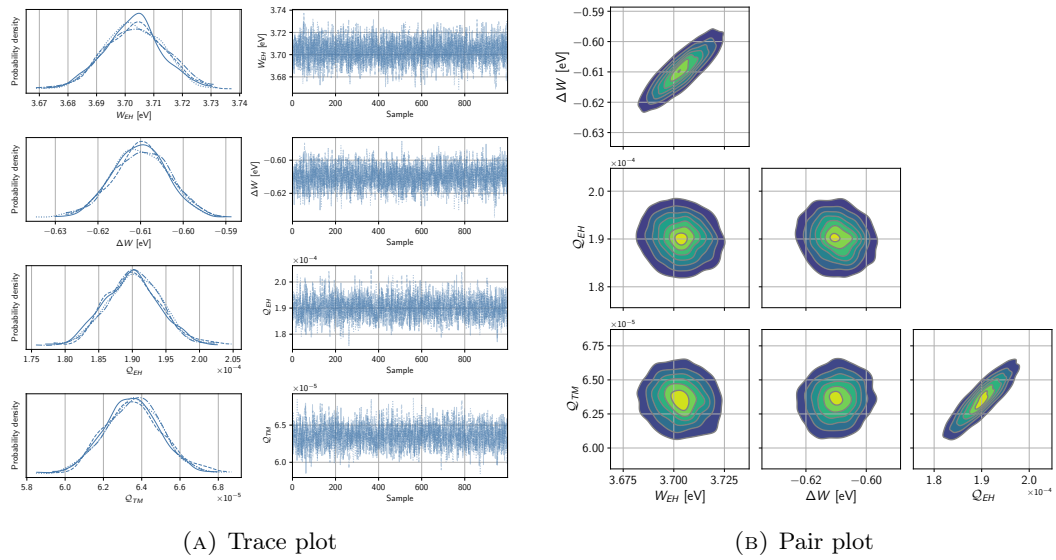 Probability density
3.67 3.68 3.69 3.70 3.71 3.72 3.73 3.74
W_EH [eV]
W_EH [eV]
3.72
3.70
3.68
0 200 400 600 800
Sample
Probability density
−0.63 −0.62 −0.61 −0.60 −0.59
ΔW [eV]
ΔW [eV]
−0.60
−0.62
0 200 400 600 800
Sample
Probability density
1.75 1.80 1.85 1.90 1.95 2.00 2.05
Q_EH
×10⁻⁴
×10⁻⁴
Q_EH
2.0
1.9
1.8
0 200 400 600 800
Sample
Probability density
5.8 6.0 6.2 6.4 6.6 6.8
Q_TM
×10⁻⁵
×10⁻⁵
Q_TM
6.5
6.0
0 200 400 600 800
Sample
(A) Trace plot
ΔW [eV]
−0.59
−0.60
−0.61
−0.62
−0.63
×10⁻⁴
Q_EH
2.0
1.9
1.8
×10⁻⁵
Q_TM
6.75
6.50
6.25
6.00
3.675 3.700 3.725
W_EH [eV]
−0.62 −0.60
ΔW [eV]
1.8 1.9 2.0
Q_EH
×10⁻⁴
(B) Pair plot